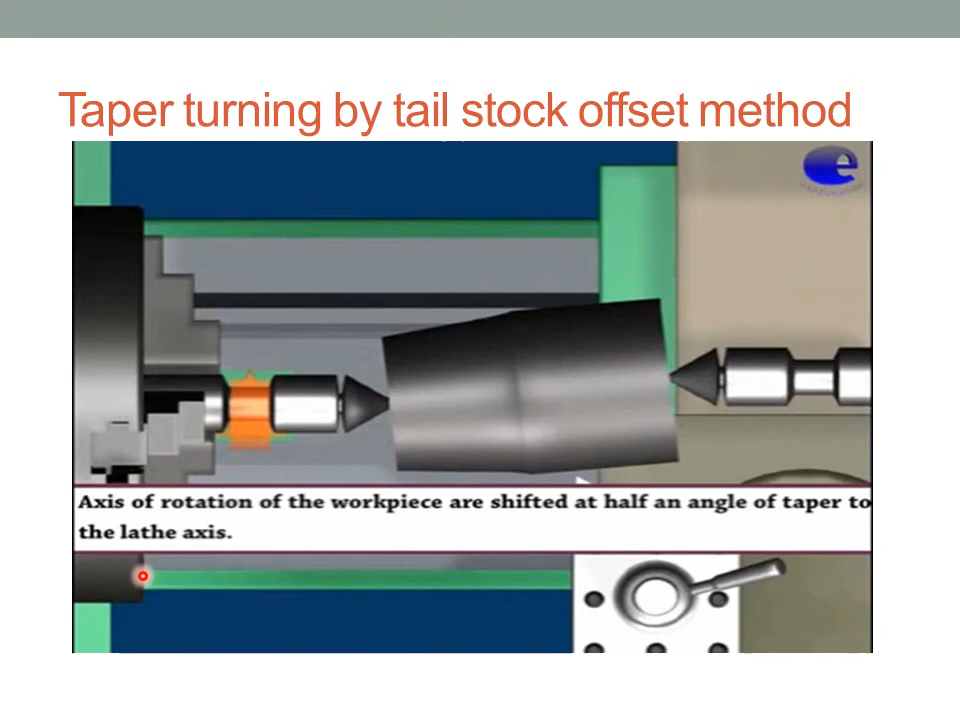 Taper turning by tail stock offset method
e
Axis of rotation of the workpiece are shifted at half an angle of taper to
the lathe axis.